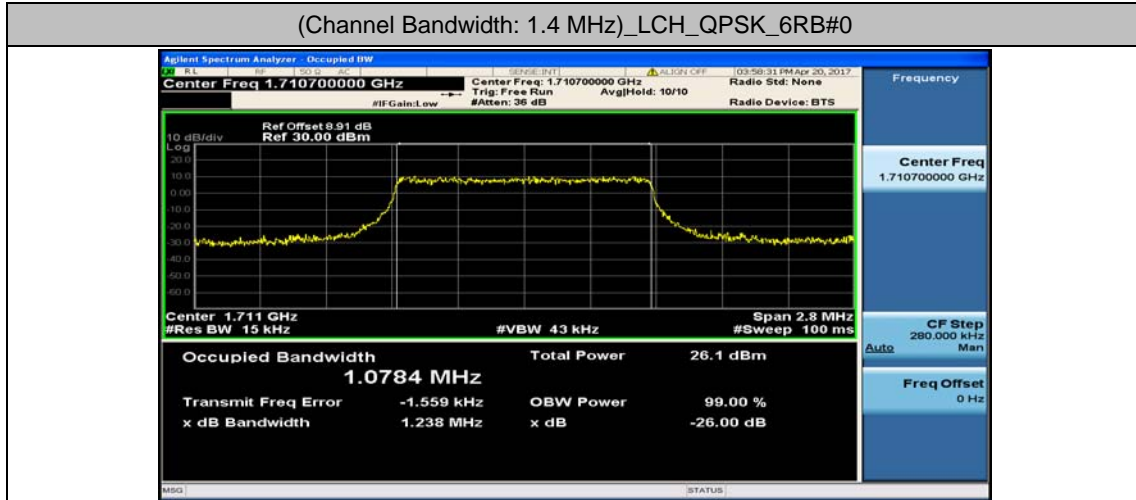 (Channel Bandwidth: 1.4 MHz)_LCH_QPSK_6RB#0
Agilent Spectrum Analyzer - Occupied BW
RL RF 50 Ω AC SENSE:INT ALIGN OFF 03:58:31 PM Apr 20, 2017
Center Freq 1.710700000 GHz
Center Freq: 1.710700000 GHz
Radio Std: None
Trig: Free Run Avg|Hold: 10/10
#IFGain:Low
#Atten: 36 dB
Radio Device: BTS
Ref Offset 8.91 dB
10 dB/div Ref 30.00 dBm
Log
20.0
10.0
0.00
-10.0
-20.0
-30.0
-40.0
-50.0
-60.0
Center 1.711 GHz Span 2.8 MHz
#Res BW 15 kHz #VBW 43 kHz #Sweep 100 ms
Occupied Bandwidth Total Power 26.1 dBm
1.0784 MHz
Transmit Freq Error -1.559 kHz OBW Power 99.00 %
x dB Bandwidth 1.238 MHz x dB -26.00 dB
MSG STATUS
Frequency
Center Freq
1.710700000 GHz
CF Step
280.000 kHz
Auto Man
Freq Offset
0 Hz